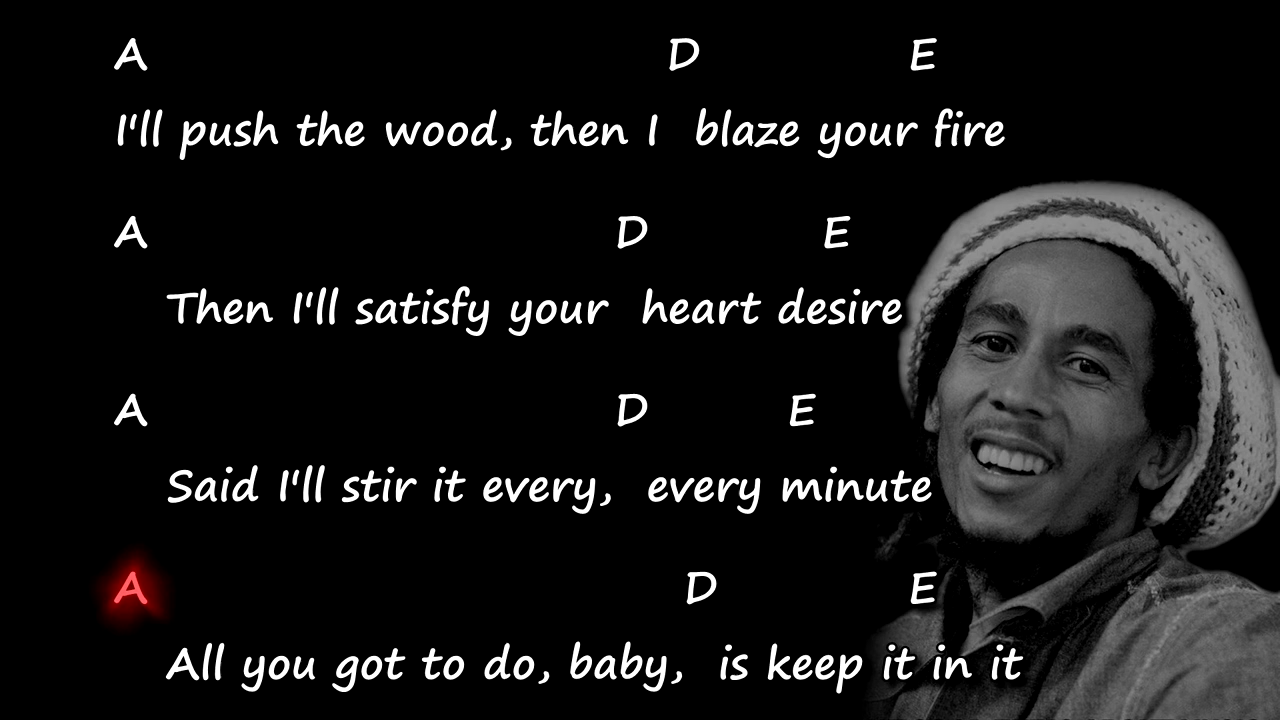 A D E
I'll push the wood, then I blaze your fire
A D E
Then I'll satisfy your heart desire
A D E
Said I'll stir it every, every minute
A D E
All you got to do, baby, is keep it in it